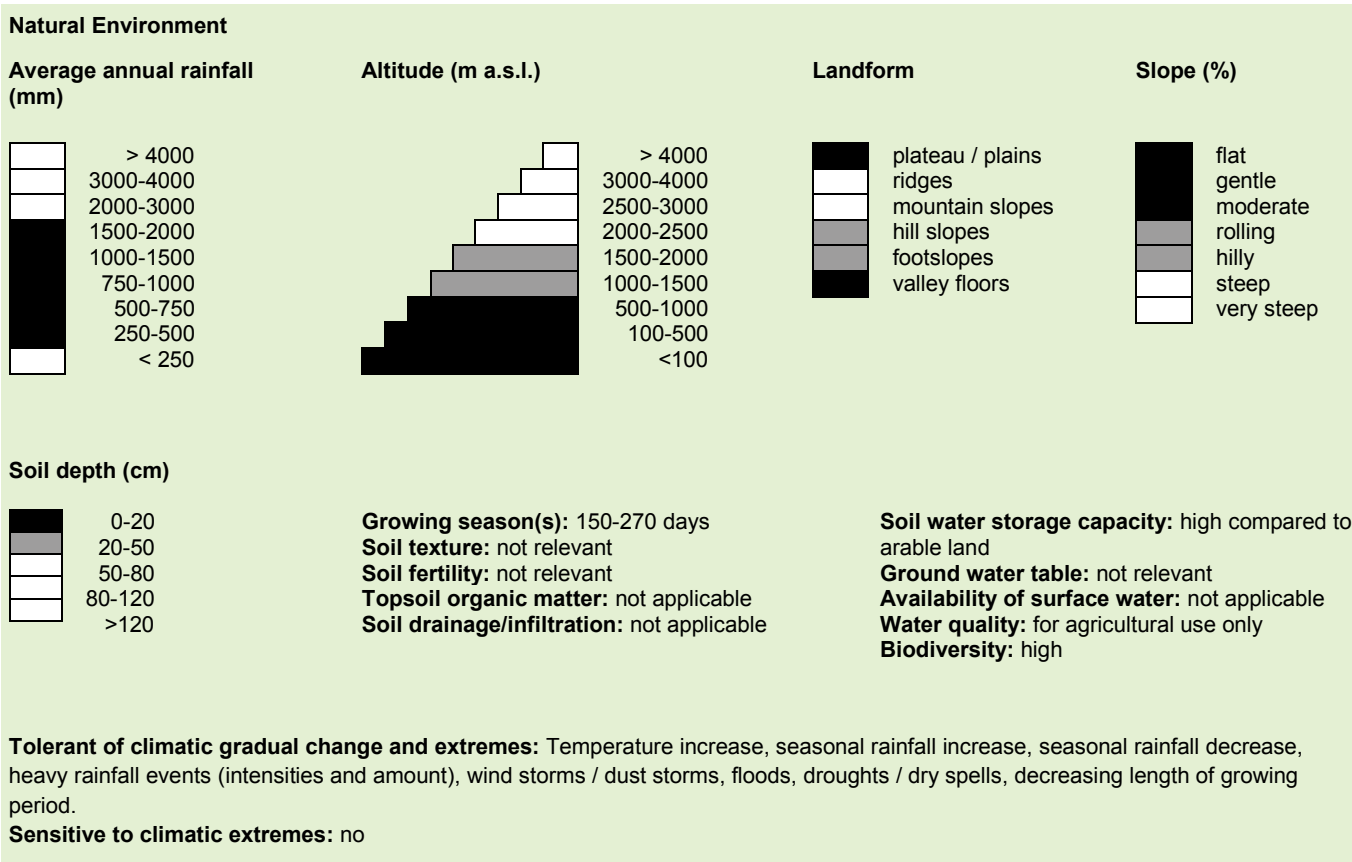 Natural Environment
Average annual rainfall
(mm)
> 4000
3000-4000
2000-3000
1500-2000
1000-1500
750-1000
500-750
250-500
< 250
Altitude (m a.s.l.)
> 4000
3000-4000
2500-3000
2000-2500
1500-2000
1000-1500
500-1000
100-500
<100
Landform
plateau / plains
ridges
mountain slopes
hill slopes
footslopes
valley floors
Slope (%)
flat
gentle
moderate
rolling
hilly
steep
very steep
Soil depth (cm)
0-20
20-50
50-80
80-120
>120
Growing season(s): 150-270 days
Soil texture: not relevant
Soil fertility: not relevant
Topsoil organic matter: not applicable
Soil drainage/infiltration: not applicable
Soil water storage capacity: high compared to
arable land
Ground water table: not relevant
Availability of surface water: not applicable
Water quality: for agricultural use only
Biodiversity: high
Tolerant of climatic gradual change and extremes: Temperature increase, seasonal rainfall increase, seasonal rainfall decrease,
heavy rainfall events (intensities and amount), wind storms / dust storms, floods, droughts / dry spells, decreasing length of growing
period.
Sensitive to climatic extremes: no